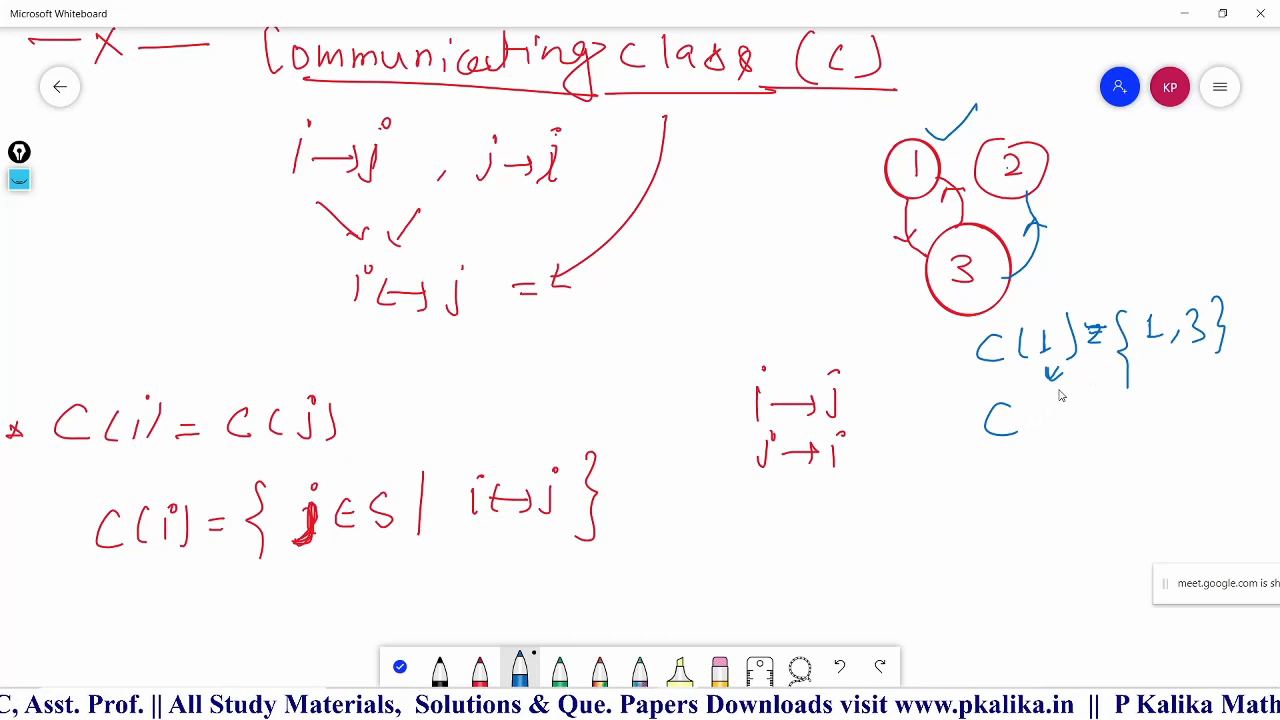 Microsoft Whiteboard
—x— Communicating Class (C)
KP
i → j , j → i
i ↔ j =
1 2
3
C(1) = {1,3}
C
i → j
j → i
* C(i) = C(j)
C(i) = { j ∈ S | i ↔ j }
meet.google.com is sh
C, Asst. Prof. || All Study Materials, Solutions & Que. Papers Downloads visit www.pkalika.in || P Kalika Math